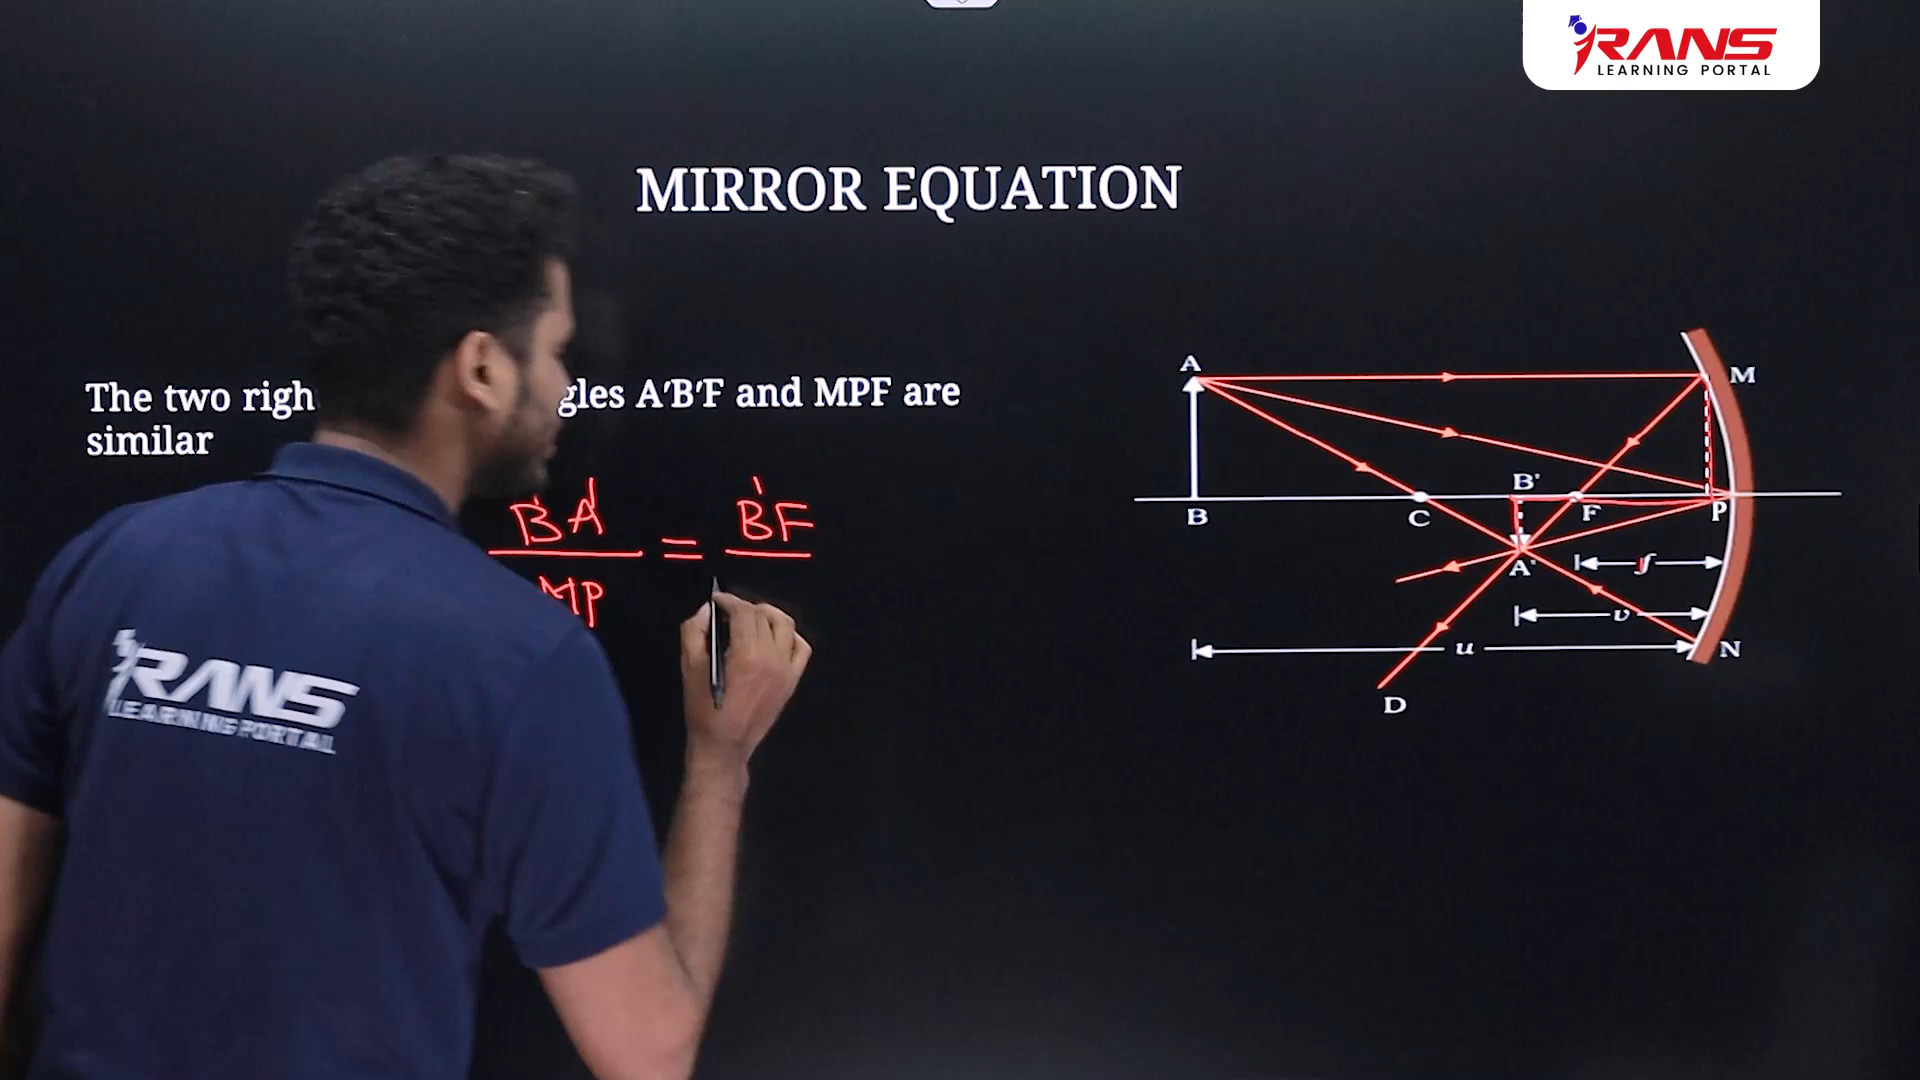 RANS
LEARNING PORTAL
MIRROR EQUATION
The two righ gles A′B′F and MPF are
similar
B'A' = B'F
MP
A
M
B'
B
C
F
P
A'
f
v
u
N
D
RANS
LEARNING PORTAL